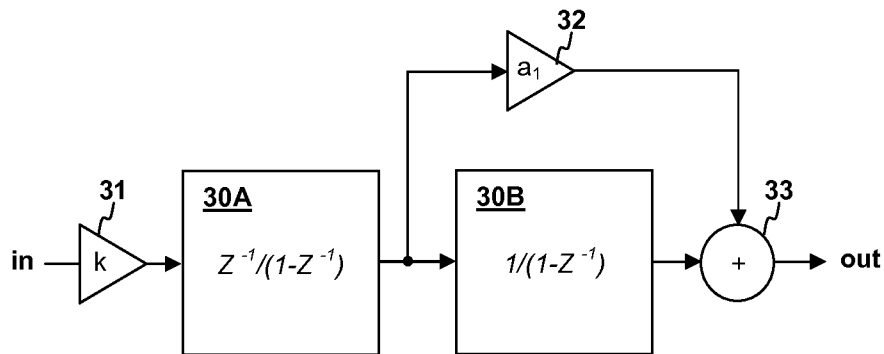 32
a₁
31
30A
30B
33
in
k
Z⁻¹/(1-Z⁻¹)
1/(1-Z⁻¹)
+
out